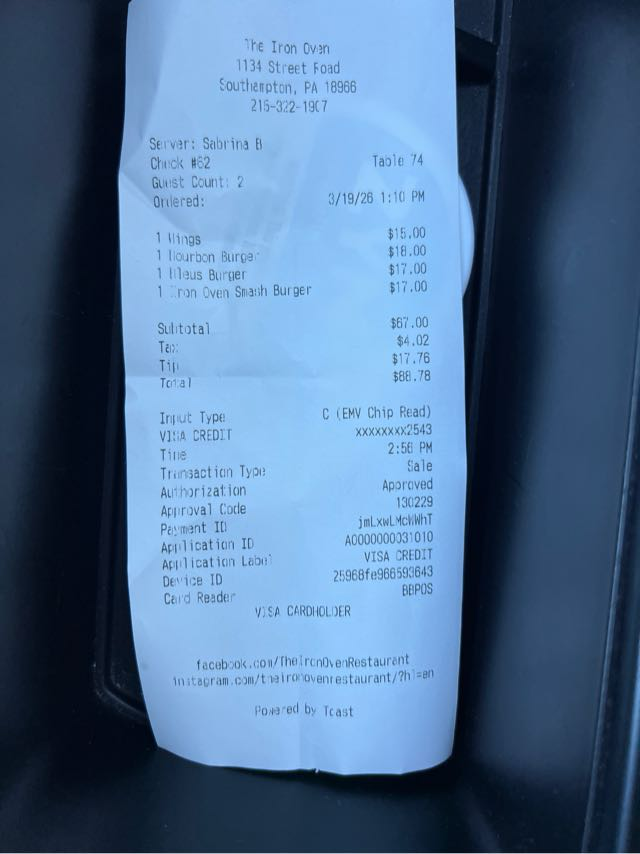 The Iron Oven
1134 Street Road
Southampton, PA 18966
215-322-1907
Server: Sabrina B
Check #62 Table 74
Guest Count: 2
Ordered: 3/19/26 1:10 PM
1 Wings $15.00
1 Bourbon Burger $18.00
1 Bleus Burger $17.00
1 Iron Oven Smash Burger $17.00
Subtotal $67.00
Tax $4.02
Tip $17.76
Total $88.78
Input Type C (EMV Chip Read)
VISA CREDIT xxxxxxxx2543
Time 2:56 PM
Transaction Type Sale
Authorization Approved
Approval Code 130229
Payment ID jmLxwLMcWWhT
Application ID A0000000031010
Application Label VISA CREDIT
Device ID 25968fe966593643
Card Reader BBPOS
VISA CARDHOLDER
facebook.com/TheIronOvenRestaurant
instagram.com/theironovenrestaurant/?hl=en
Powered by Toast